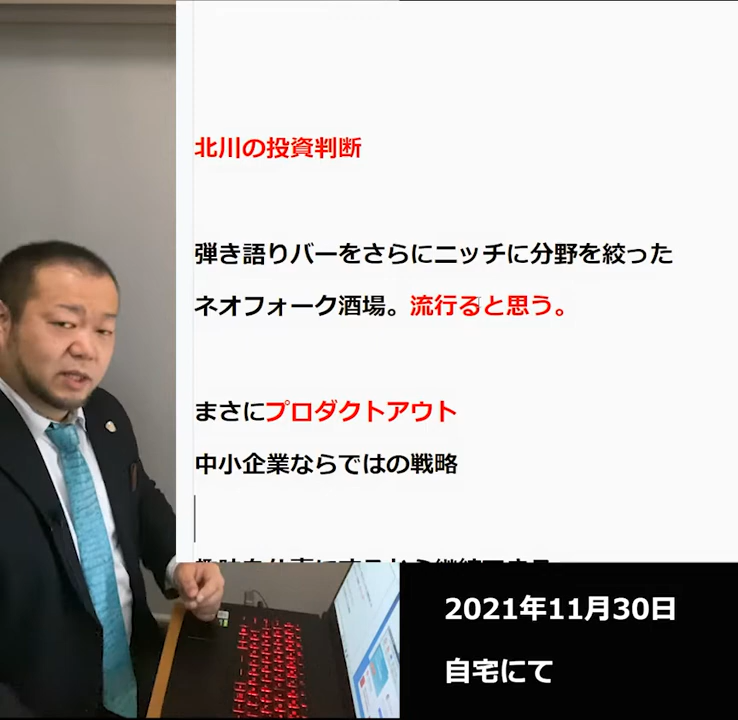 北川の投資判断
弾き語りバーをさらにニッチに分野を絞った
ネオフォーク酒場。流行ると思う。
まさにプロダクトアウト
中小企業ならではの戦略
2021年11月30日
自宅にて